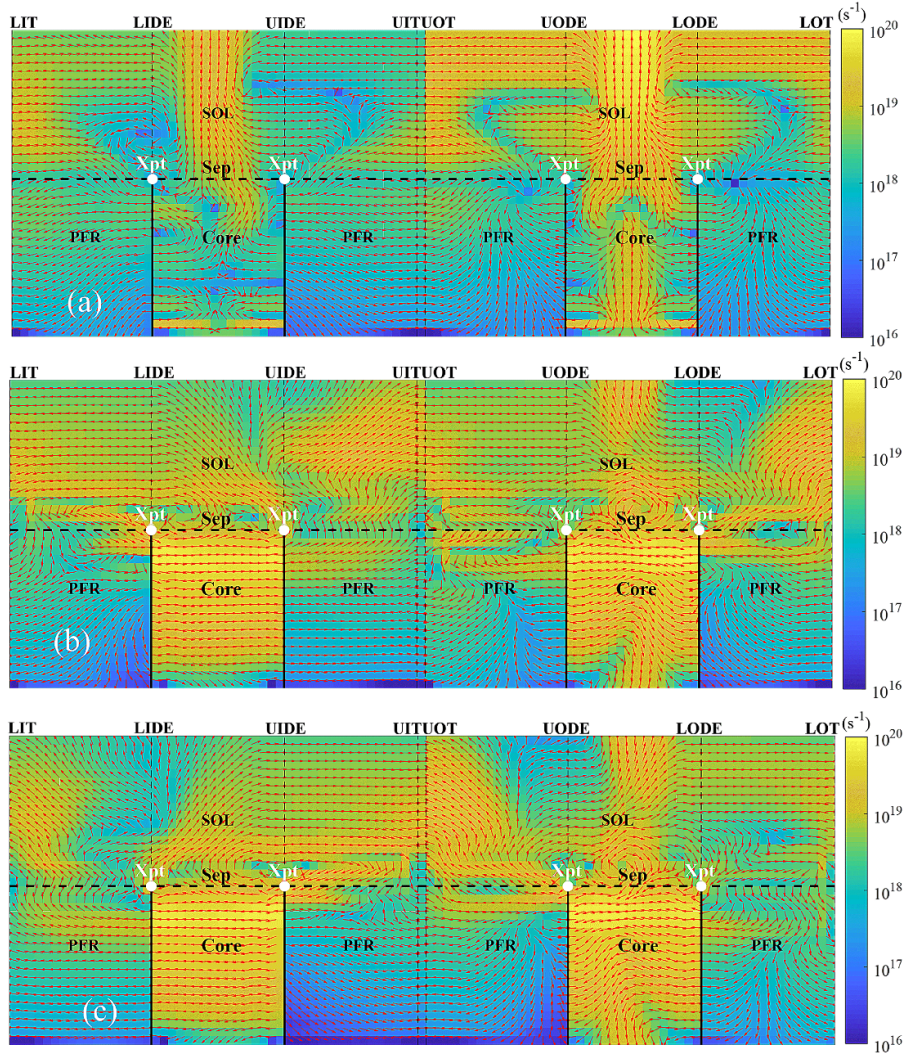 LIT LIDE UIDE UITUOT UODE LODE LOT (s⁻¹)
10²⁰
SOL SOL
10¹⁹
Xpt Sep Xpt Xpt Sep Xpt
10¹⁸
PFR Core PFR PFR Core PFR
10¹⁷
(a)
10¹⁶
LIT LIDE UIDE UITUOT UODE LODE LOT (s⁻¹)
10²⁰
SOL SOL
10¹⁹
Xpt Sep Xpt Xpt Sep Xpt
10¹⁸
PFR Core PFR PFR Core PFR
10¹⁷
(b)
10¹⁶
LIT LIDE UIDE UITUOT UODE LODE LOT (s⁻¹)
10²⁰
SOL SOL
10¹⁹
Xpt Sep Xpt Xpt Sep Xpt
10¹⁸
PFR Core PFR PFR Core PFR
10¹⁷
(c)
10¹⁶